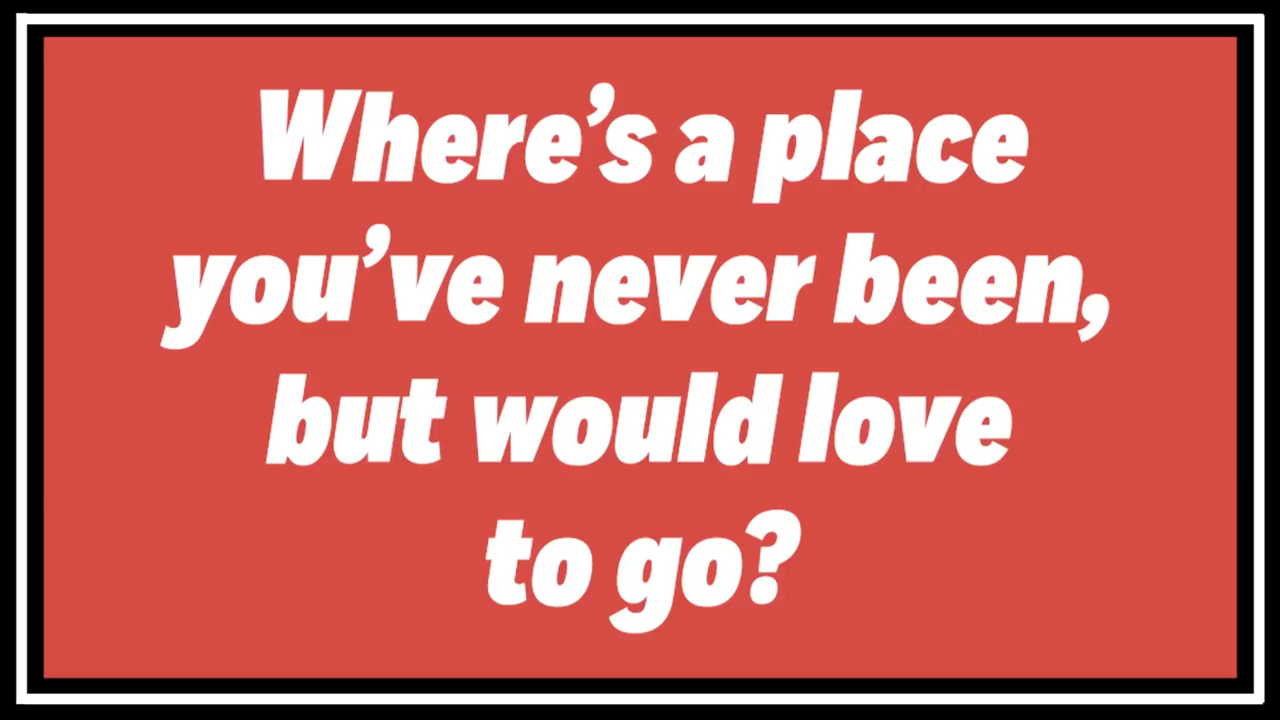 Where’s a place
you’ve never been,
but would love
to go?